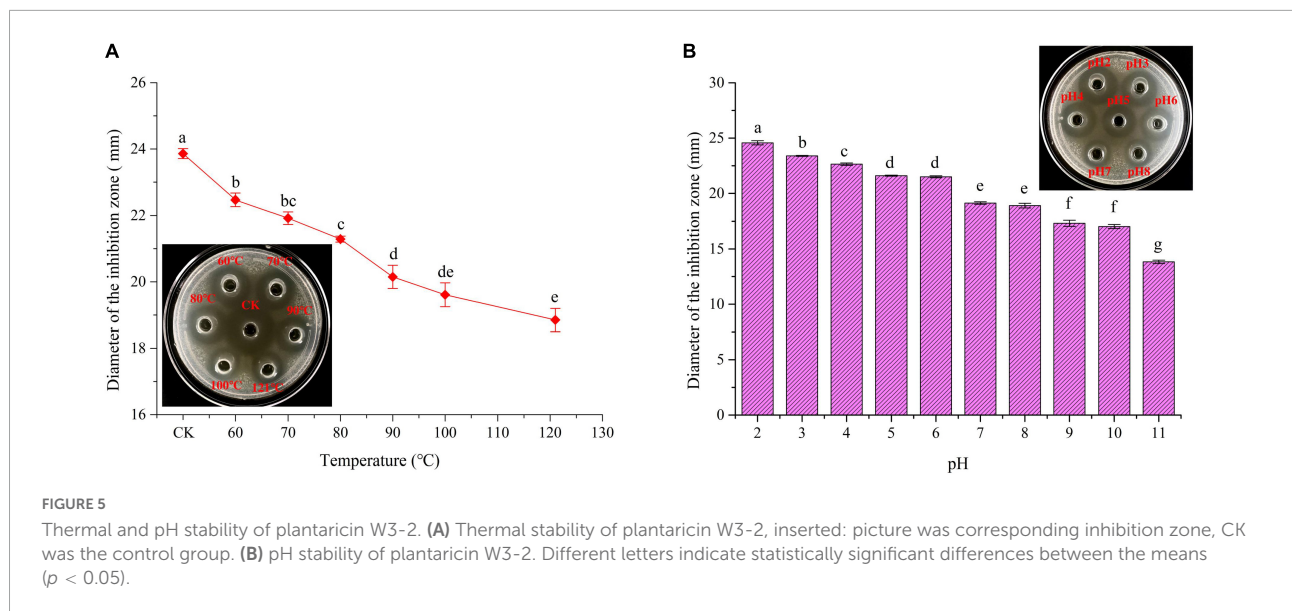 A
Diameter of the inhibition zone ( mm)
26
24
22
20
18
16
a
b
bc
c
d
de
e
60°C
70°C
80°C
CK
90°C
100°C
121°C
CK
60
70
80
90
100
110
120
130
Temperature (°C)
B
Diameter of the inhibition zone (mm)
30
25
20
15
10
5
0
a
b
c
d
d
e
e
f
f
g
pH2
pH3
pH4
pH5
pH6
pH7
pH8
2
3
4
5
6
7
8
9
10
11
pH
FIGURE 5
Thermal and pH stability of plantaricin W3-2. (A) Thermal stability of plantaricin W3-2, inserted: picture was corresponding inhibition zone, CK
was the control group. (B) pH stability of plantaricin W3-2. Different letters indicate statistically significant differences between the means
(p < 0.05).